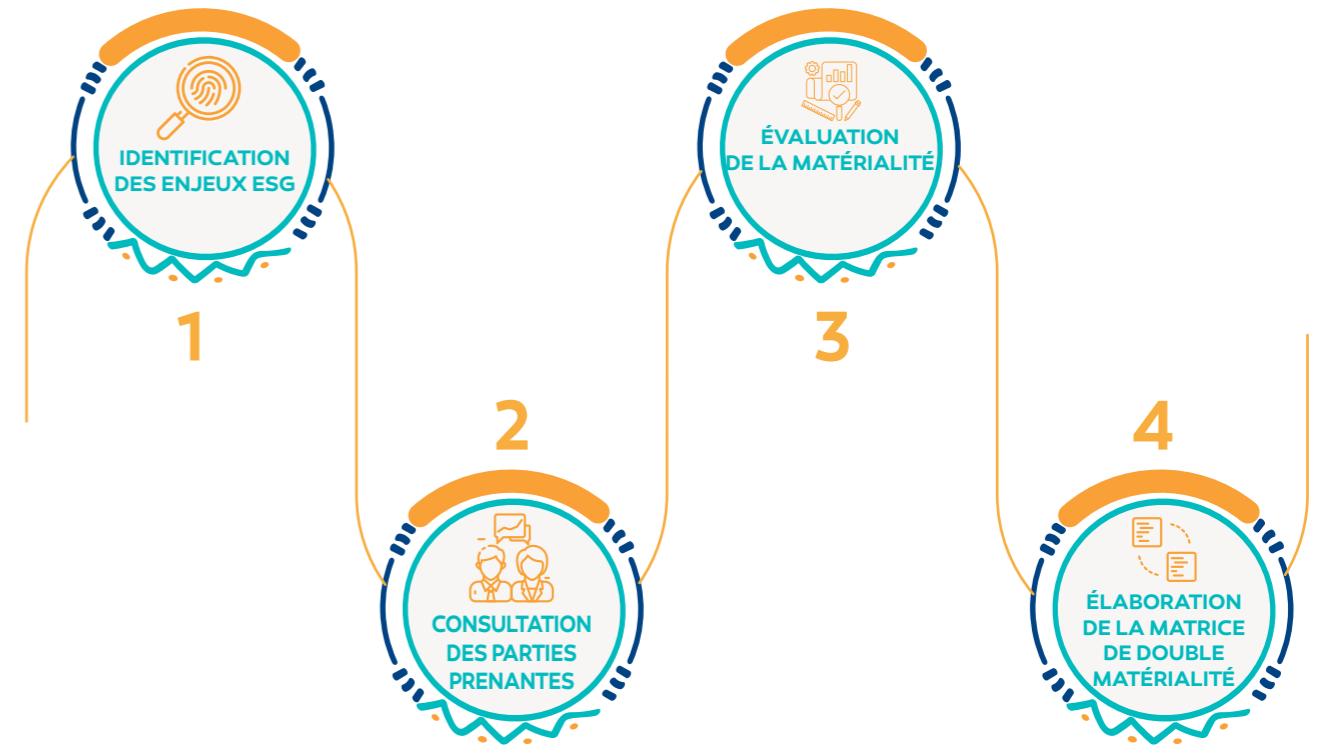 IDENTIFICATION
DES ENJEUX ESG
1
2
CONSULTATION
DES PARTIES
PRENANTES
ÉVALUATION
DE LA MATÉRIALITÉ
3
4
ÉLABORATION
DE LA MATRICE
DE DOUBLE
MATÉRIALITÉ